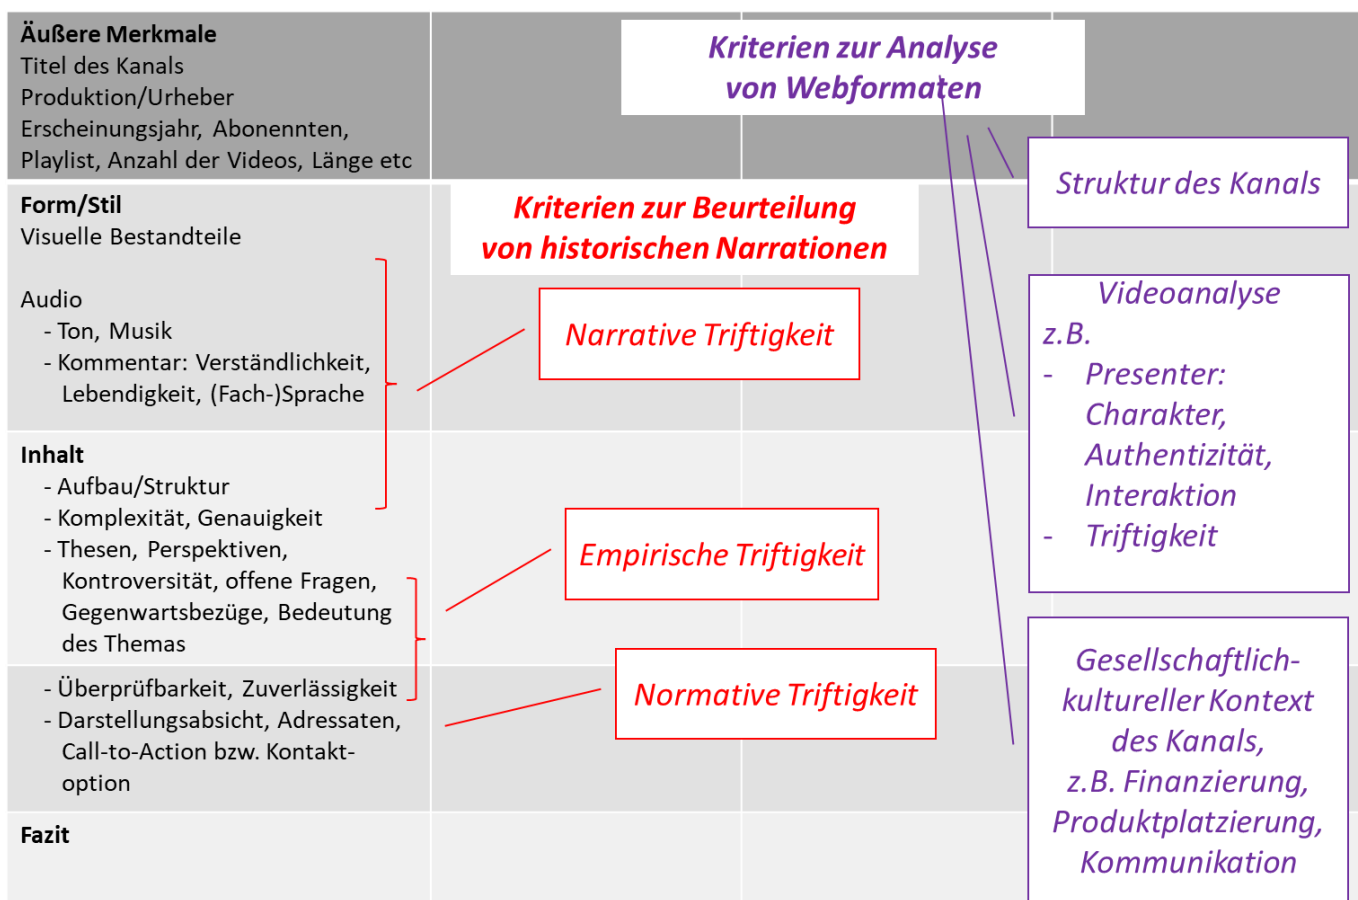 Äußere Merkmale
Titel des Kanals
Produktion/Urheber
Erscheinungsjahr, Abonennten,
Playlist, Anzahl der Videos, Länge etc
Form/Stil
Visuelle Bestandteile
Audio
- Ton, Musik
- Kommentar: Verständlichkeit,
Lebendigkeit, (Fach-)Sprache
Inhalt
- Aufbau/Struktur
- Komplexität, Genauigkeit
- Thesen, Perspektiven,
Kontroversität, offene Fragen,
Gegenwartsbezüge, Bedeutung
des Themas
- Überprüfbarkeit, Zuverlässigkeit
- Darstellungsabsicht, Adressaten,
Call-to-Action bzw. Kontakt-
option
Fazit
Kriterien zur Beurteilung
von historischen Narrationen
Narrative Triftigkeit
Empirische Triftigkeit
Normative Triftigkeit
Kriterien zur Analyse
von Webformaten
Struktur des Kanals
Videoanalyse
z.B.
- Presenter:
Charakter,
Authentizität,
Interaktion
- Triftigkeit
Gesellschaftlich-
kultureller Kontext
des Kanals,
z.B. Finanzierung,
Produktplatzierung,
Kommunikation